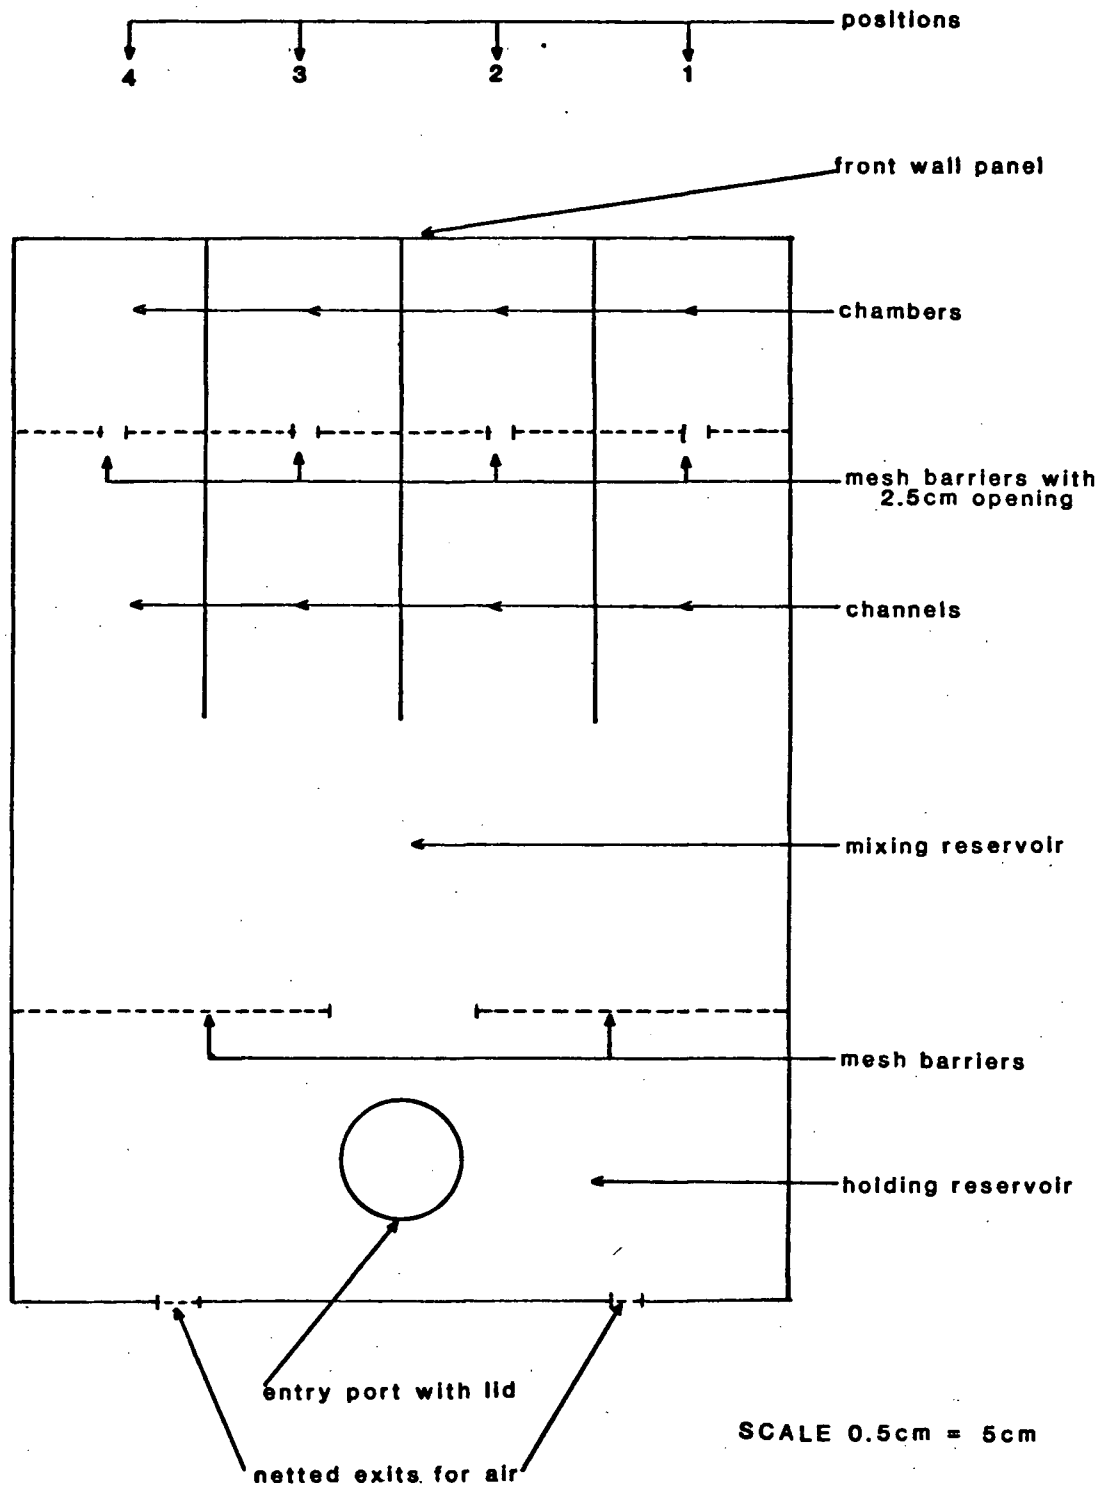 positions
4 3 2 1
front wall panel
chambers
mesh barriers with
2.5cm opening
channels
mixing reservoir
mesh barriers
holding reservoir
entry port with lid
SCALE 0.5cm = 5cm
netted exits for air